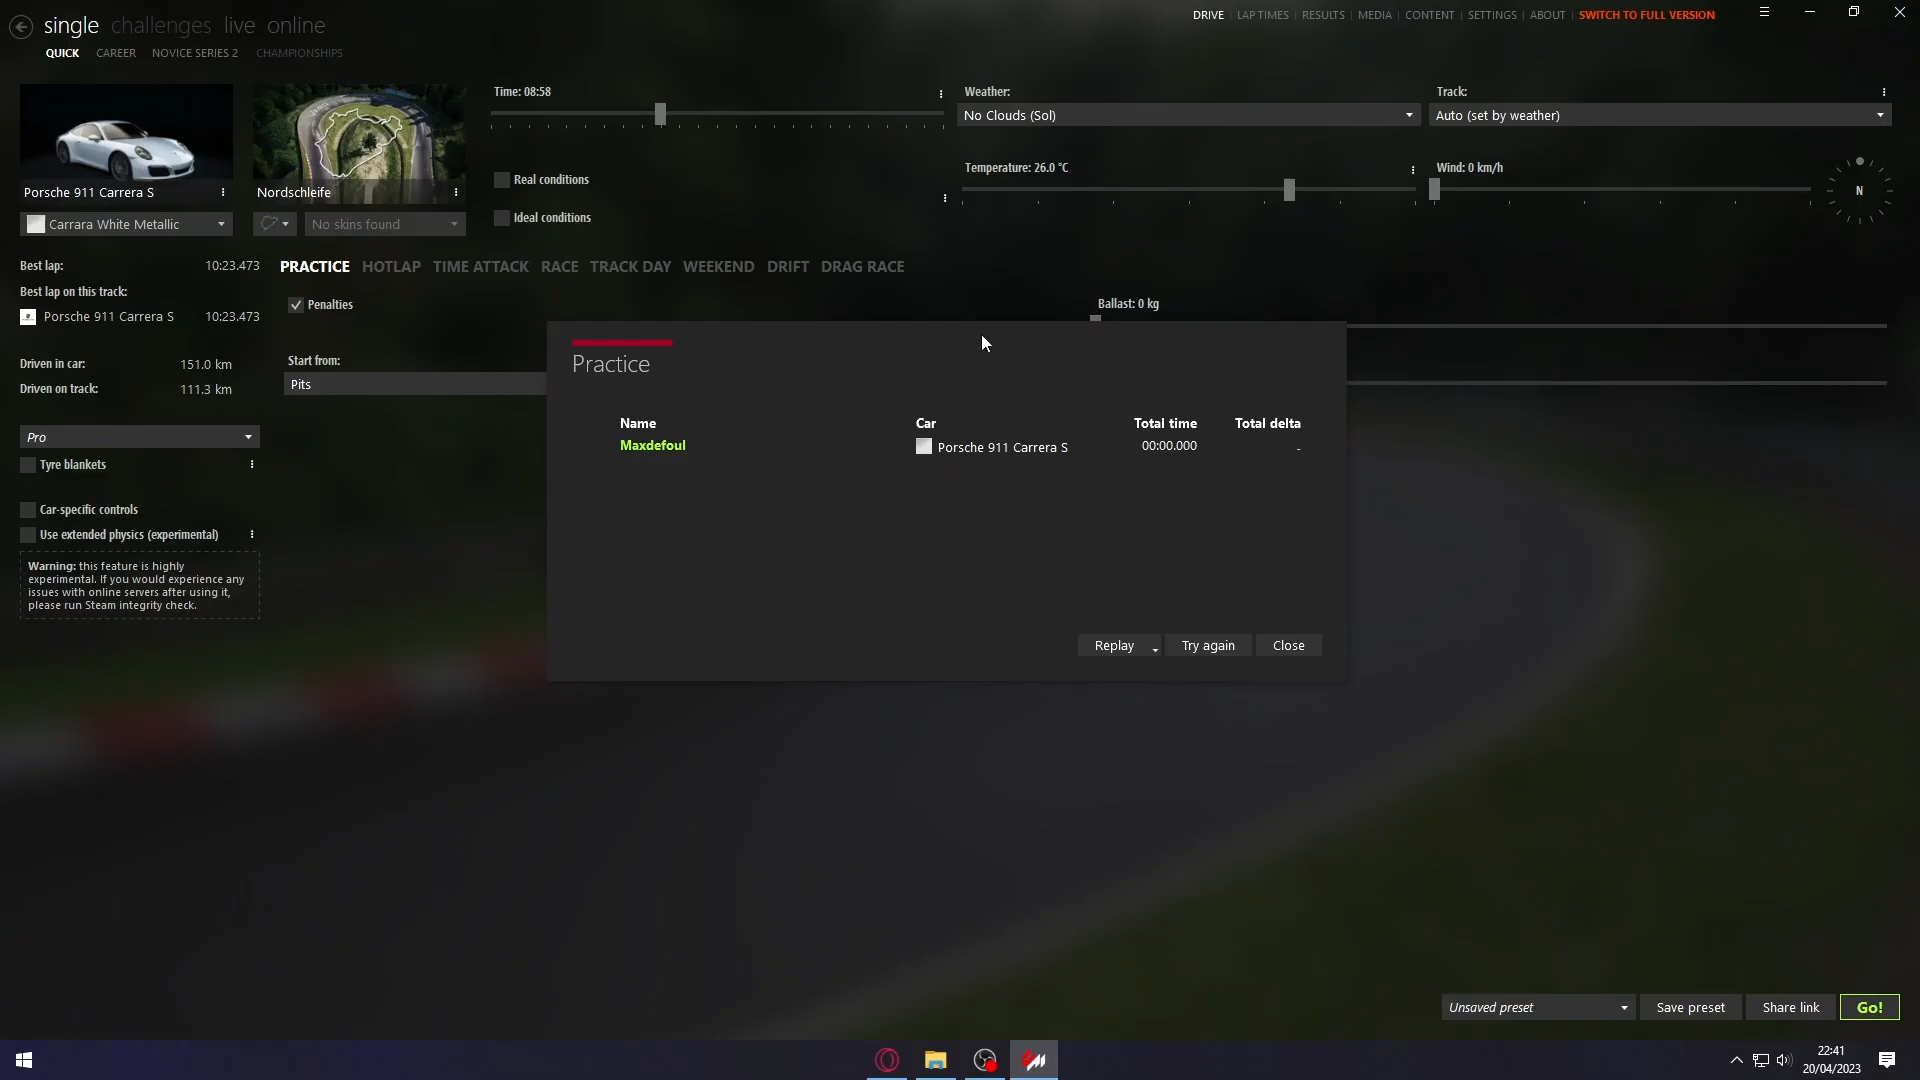 single challenges live online
DRIVE LAP TIMES RESULTS MEDIA CONTENT SETTINGS ABOUT SWITCH TO FULL VERSION
QUICK CAREER NOVICE SERIES 2 CHAMPIONSHIPS
Time: 08:58
Weather:
Track:
No Clouds (Sol)
Auto (set by weather)
Real conditions
Temperature: 26.0 °C
Wind: 0 km/h
N
Porsche 911 Carrera S
Nordschleife
Ideal conditions
Carrara White Metallic
No skins found
Best lap: 10:23.473
PRACTICE HOTLAP TIME ATTACK RACE TRACK DAY WEEKEND DRIFT DRAG RACE
Best lap on this track:
Porsche 911 Carrera S 10:23.473
Penalties
Ballast: 0 kg
Driven in car: 151.0 km
Driven on track: 111.3 km
Start from:
Pits
Pro
Tyre blankets
Car-specific controls
Use extended physics (experimental)
Warning: this feature is highly
experimental. If you would experience any
issues with online servers after using it,
please run Steam integrity check.
Practice
Name Car Total time Total delta
Maxdefoul Porsche 911 Carrera S 00:00.000 -
Replay Try again Close
Unsaved preset Save preset Share link Go!
22:41
20/04/2023